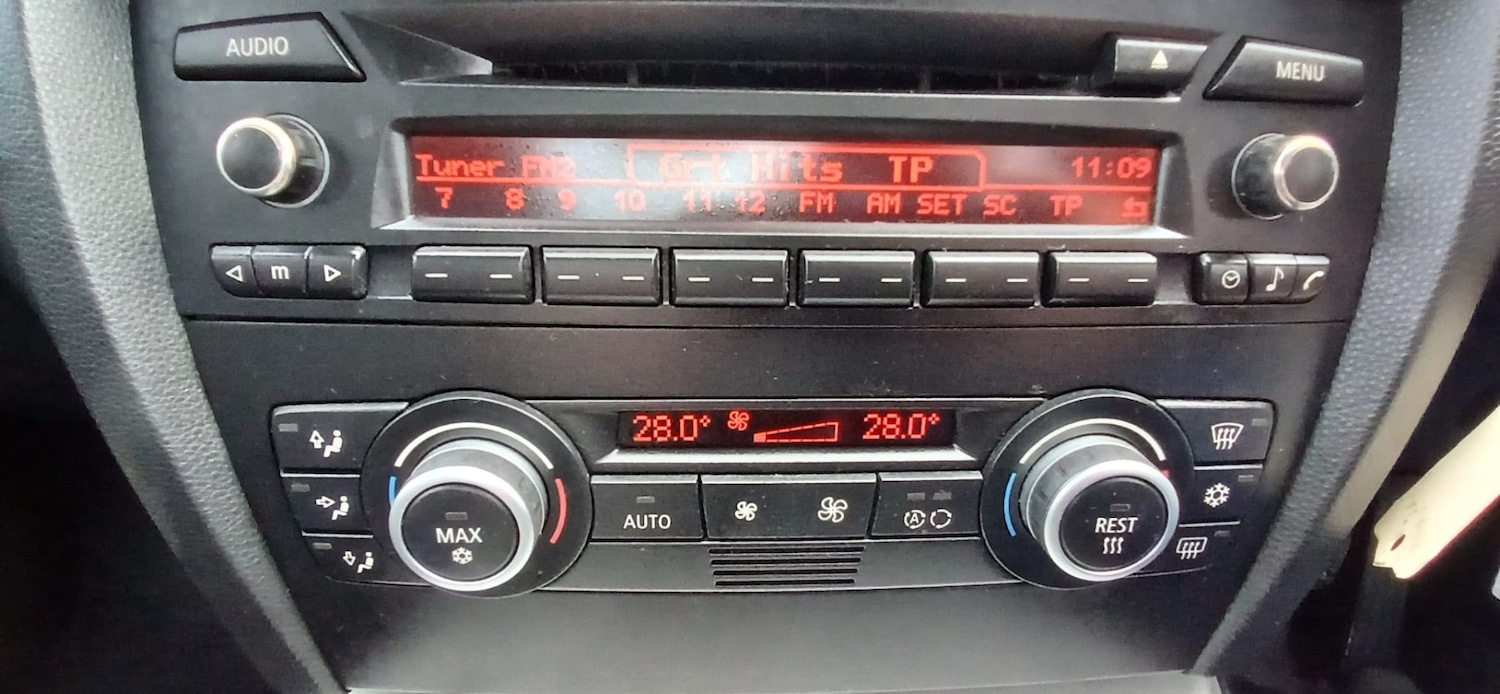 AUDIO
MENU
Tuner FM2 Grt Hits TP 11:09
7 8 9 10 11 12 FM AM SET SC TP
m
28.0° 28.0°
AUTO
A
MAX
REST